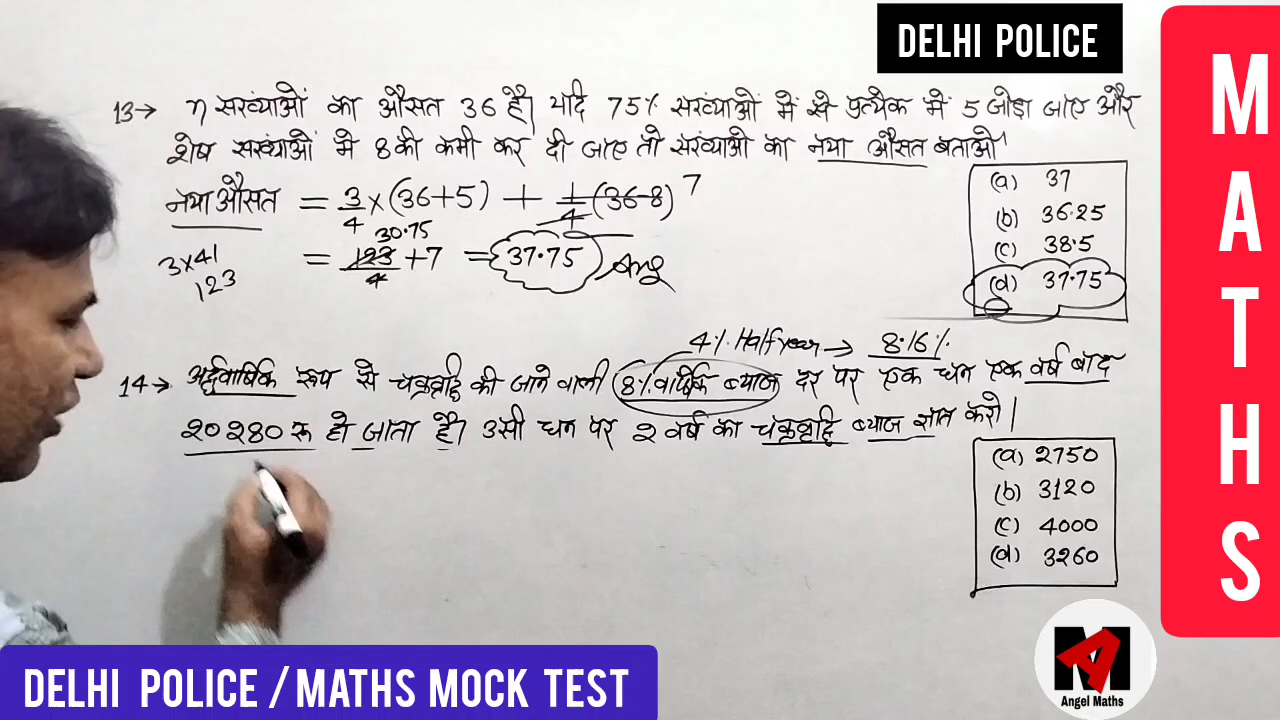 DELHI POLICE
13→ n संख्याओं का औसत 36 है। यदि 75% संख्याओं में से प्रत्येक में 5 जोड़ा जाए और
शेष संख्याओं में 8 की कमी कर दी जाए तो संख्याओं का नया औसत बताओ
नया औसत = 3/4 × (36+5) + 1/4 (36-8) 7
3×41
123
30.75
= 123/4 + 7 = 37.75 Ans
(a) 37
(b) 36.25
(c) 38.5
(d) 37.75
4% Half year → 8.16%
14→ अर्द्धवार्षिक रूप से चक्रवृद्धि की जाने वाली 8% वार्षिक ब्याज दर पर एक धन एक वर्ष बाद
20280 रू हो जाता है। उसी धन पर 2 वर्ष का चक्रवृद्धि ब्याज ज्ञात करो।
(a) 2750
(b) 3120
(c) 4000
(d) 3260
MATHS
DELHI POLICE / MATHS MOCK TEST
MA
Angel Maths